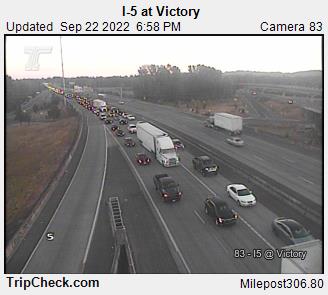 I-5 at Victory
Updated Sep 22 2022 6:58 PM Camera 83
T
5
83 - I5 @ Victory
TripCheck.com Milepost306.80